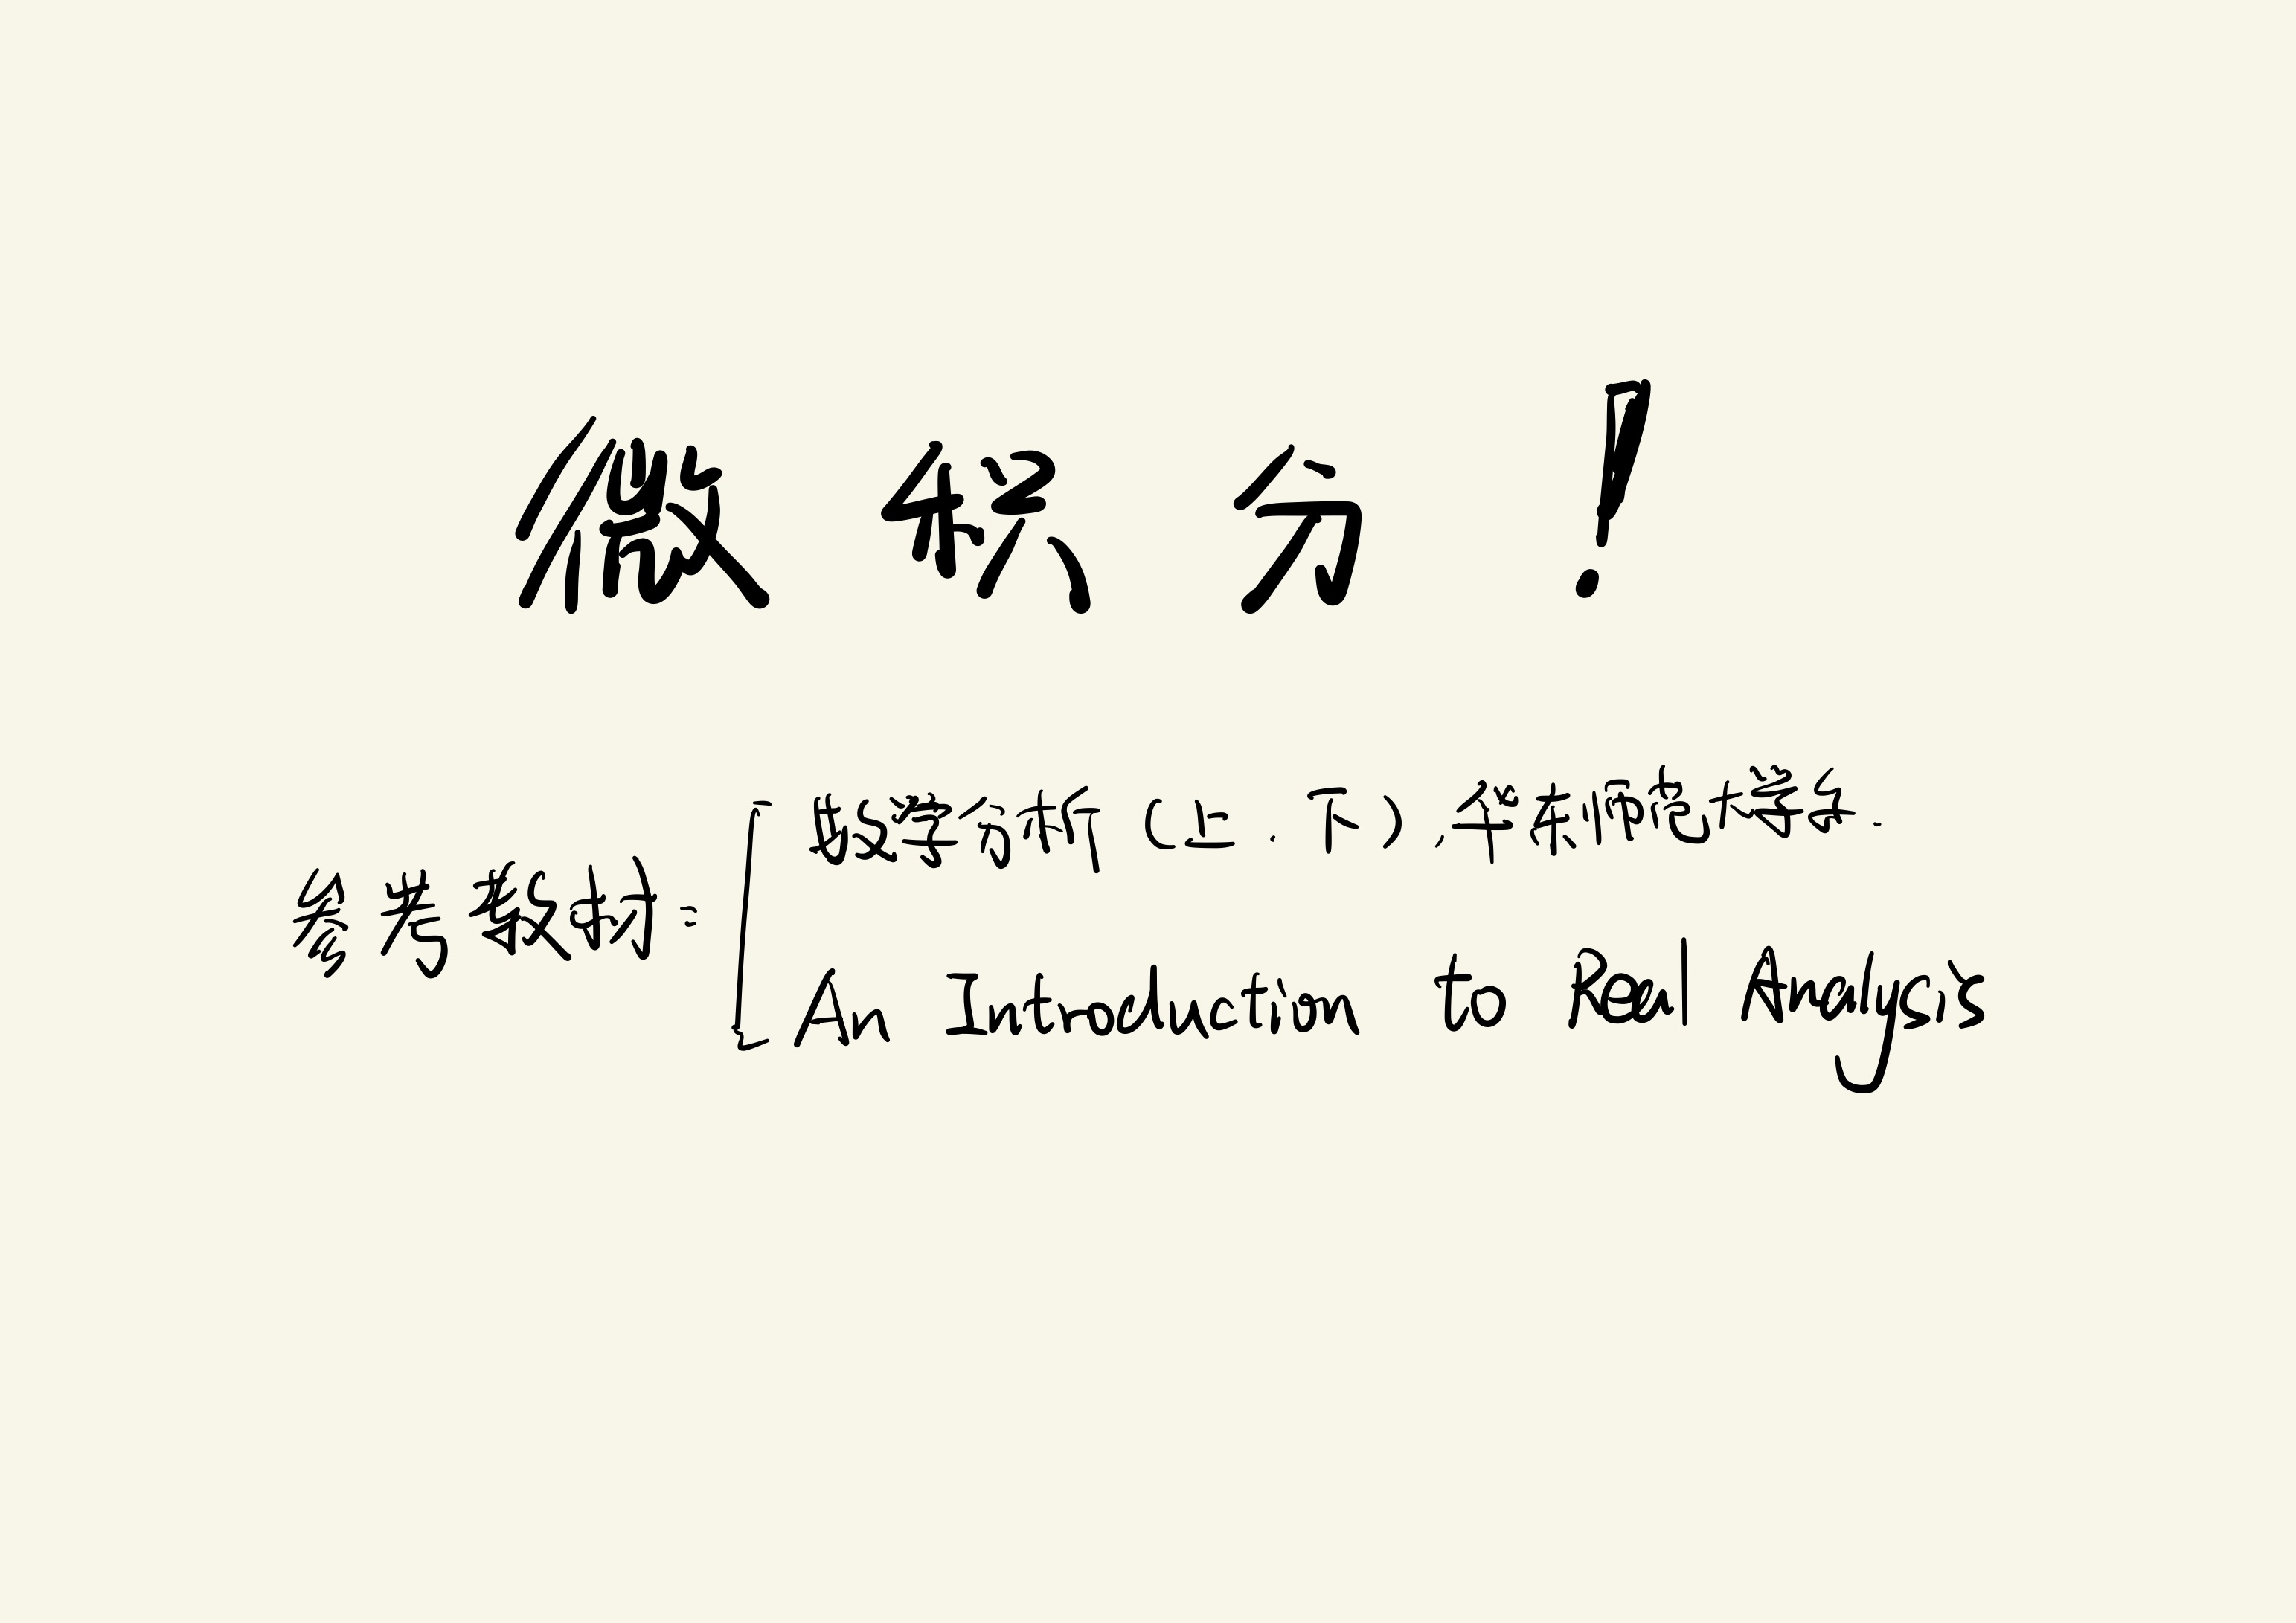 微积分！
数学分析（上.下）,华东师范大学
参考教材:
An Introduction to Real Analysis